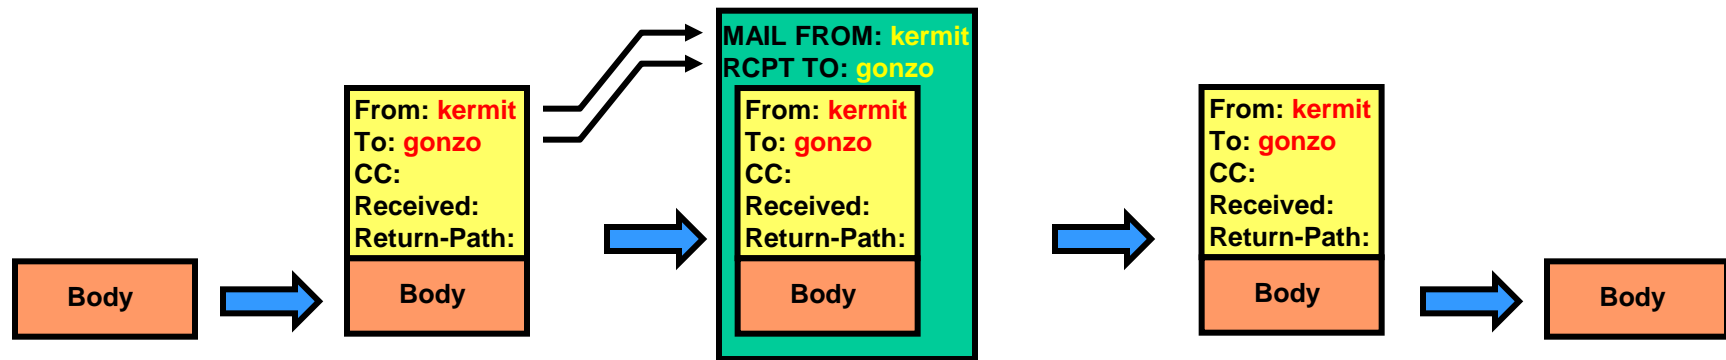 Body
From: kermit
To: gonzo
CC:
Received:
Return-Path:
Body
MAIL FROM: kermit
RCPT TO: gonzo
From: kermit
To: gonzo
CC:
Received:
Return-Path:
Body
From: kermit
To: gonzo
CC:
Received:
Return-Path:
Body
Body